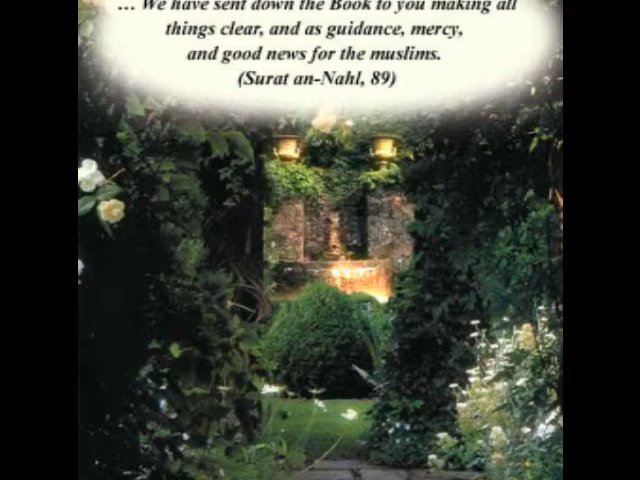 ... We have sent down the Book to you making all
things clear, and as guidance, mercy,
and good news for the muslims.
(Surat an-Nahl, 89)